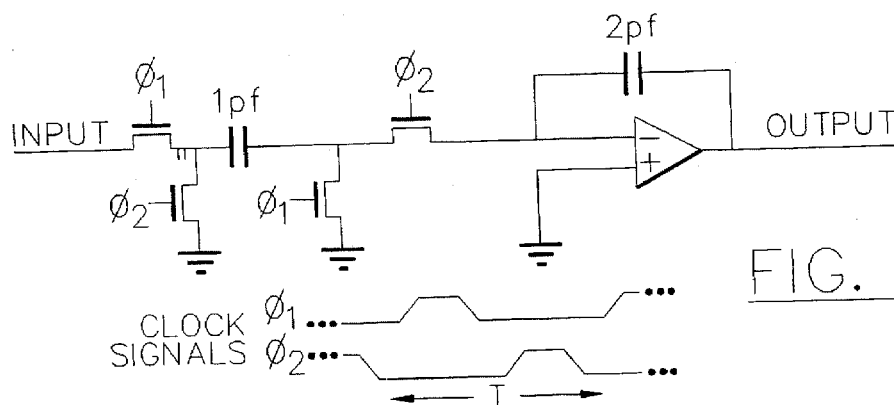 2pf
Ø1
1pf
Ø2
INPUT
OUTPUT
−
+
Ø2
Ø1
FIG.
CLOCK
SIGNALS
Ø1
Ø2
T